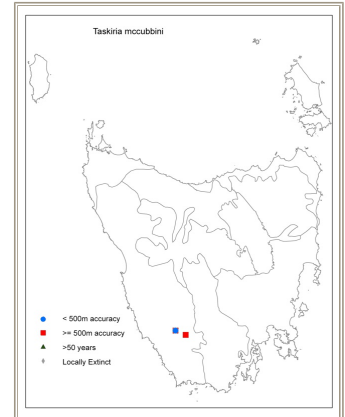 Taskiria mccubbini
< 500m accuracy
>= 500m accuracy
>50 years
Locally Extinct